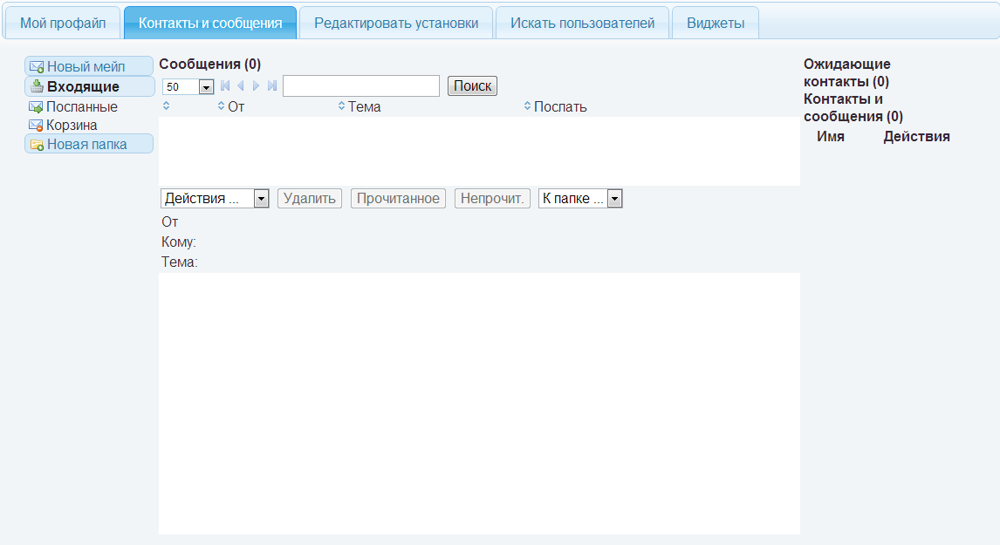 Мой профайл
Контакты и сообщения
Редактировать установки
Искать пользователей
Виджеты
Новый мейл
Входящие
Посланные
Корзина
Новая папка
Сообщения (0)
50
Поиск
От
Тема
Послать
Действия ...
Удалить
Прочитанное
Непрочит.
К папке ...
От
Кому:
Тема:
Ожидающие
контакты (0)
Контакты и
сообщения (0)
Имя
Действия